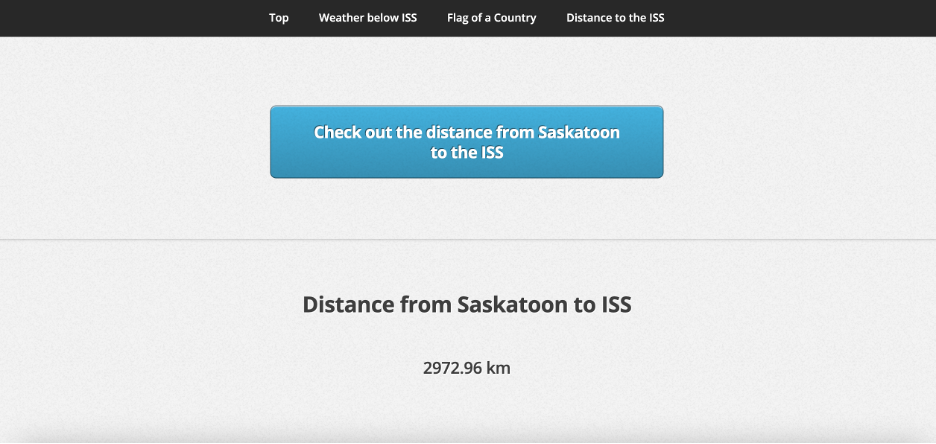 Top Weather below ISS Flag of a Country Distance to the ISS
Check out the distance from Saskatoon
to the ISS
Distance from Saskatoon to ISS
2972.96 km